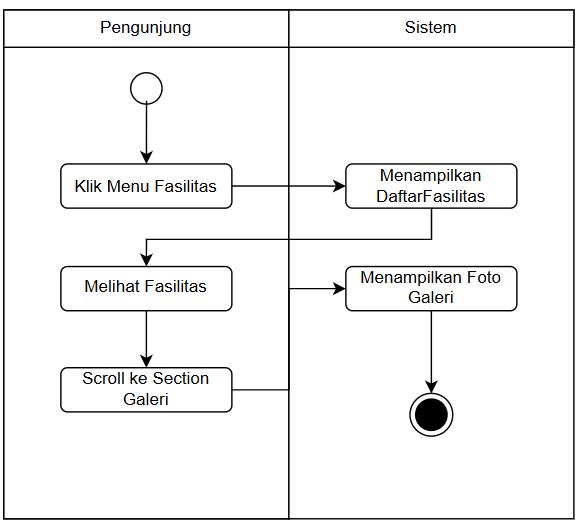 Pengunjung
Sistem
Klik Menu Fasilitas
Menampilkan
DaftarFasilitas
Melihat Fasilitas
Scroll ke Section
Galeri
Menampilkan Foto
Galeri